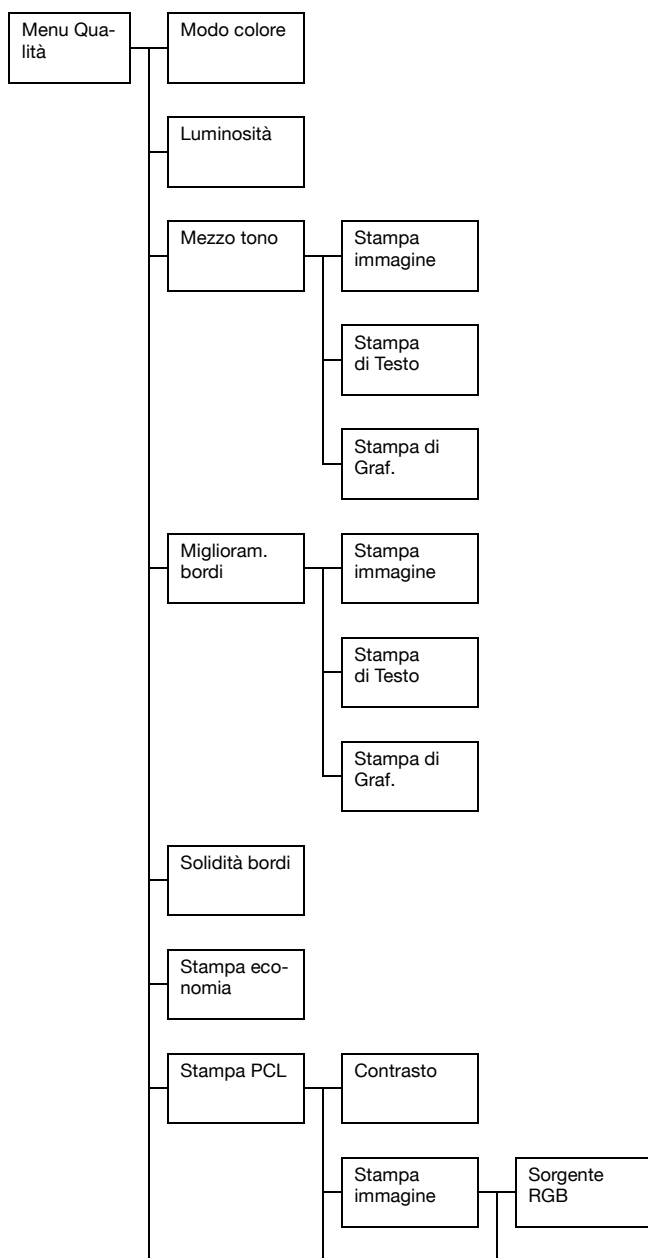 Menu Qua-
lità
Modo colore
Luminosità
Mezzo tono
Stampa
immagine
Stampa
di Testo
Stampa di
Graf.
Miglioram.
bordi
Stampa
immagine
Stampa
di Testo
Stampa di
Graf.
Solidità bordi
Stampa eco-
nomia
Stampa PCL
Contrasto
Stampa
immagine
Sorgente
RGB